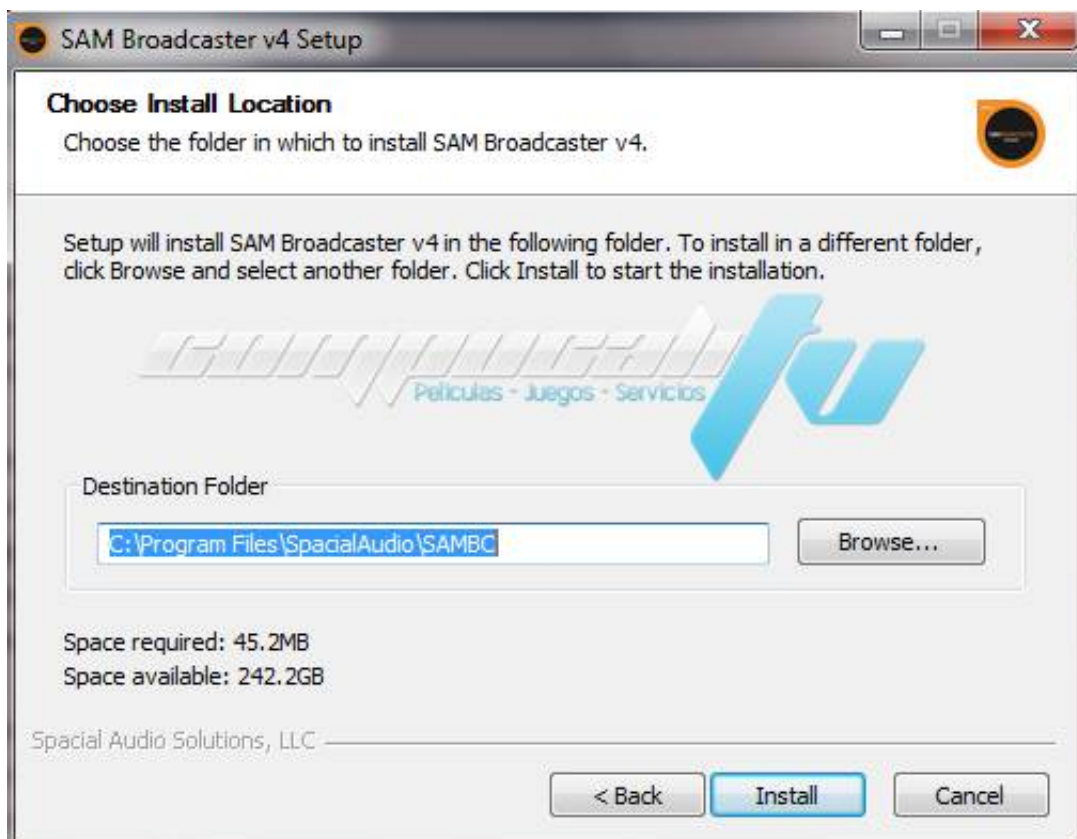 SAM Broadcaster v4 Setup
Choose Install Location
Choose the folder in which to install SAM Broadcaster v4.
Setup will install SAM Broadcaster v4 in the following folder. To install in a different folder,
click Browse and select another folder. Click Install to start the installation.
compucalitv
Peliculas - Juegos - Servicios
Destination Folder
C:\Program Files\SpacialAudio\SAMBC
Browse...
Space required: 45.2MB
Space available: 242.2GB
Spacial Audio Solutions, LLC
< Back
Install
Cancel